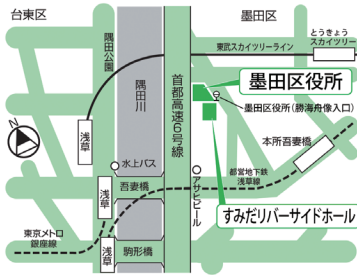 台東区
墨田区
とうきょう
スカイツリー
東武スカイツリーライン
隅田公園
隅田川
首都高速6号線
墨田区役所
墨田区役所(勝海舟像入口)
浅草
水上バス
本所吾妻橋
吾妻橋
都営地下鉄
浅草線
アサヒビール
浅草
すみだリバーサイドホール
東京メトロ
銀座線
浅草
駒形橋